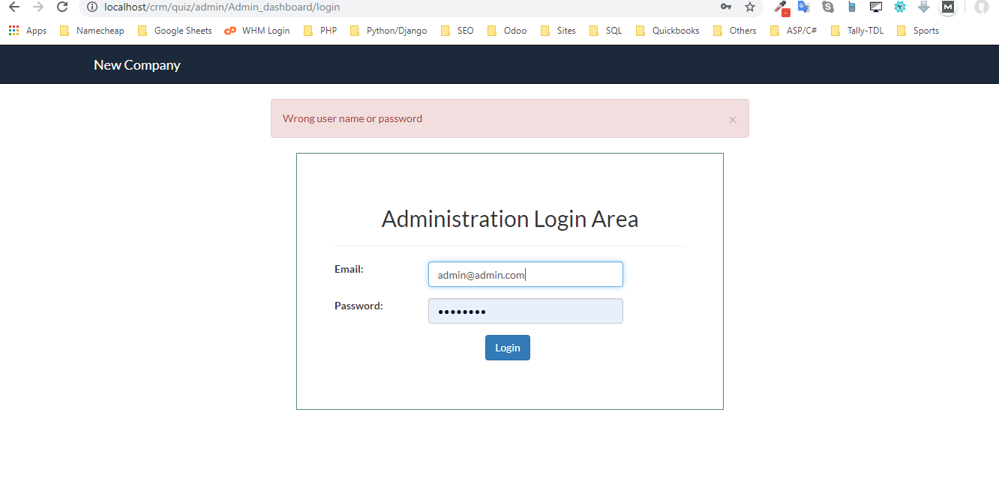 localhost/crm/quiz/admin/Admin_dashboard/login
Apps Namecheap Google Sheets cP WHM Login PHP Python/Django SEO Odoo Sites SQL Quickbooks Others ASP/C# Tally-TDL Sports
New Company
Wrong user name or password ×
Administration Login Area
Email: admin@admin.com
Password: ••••••••
Login